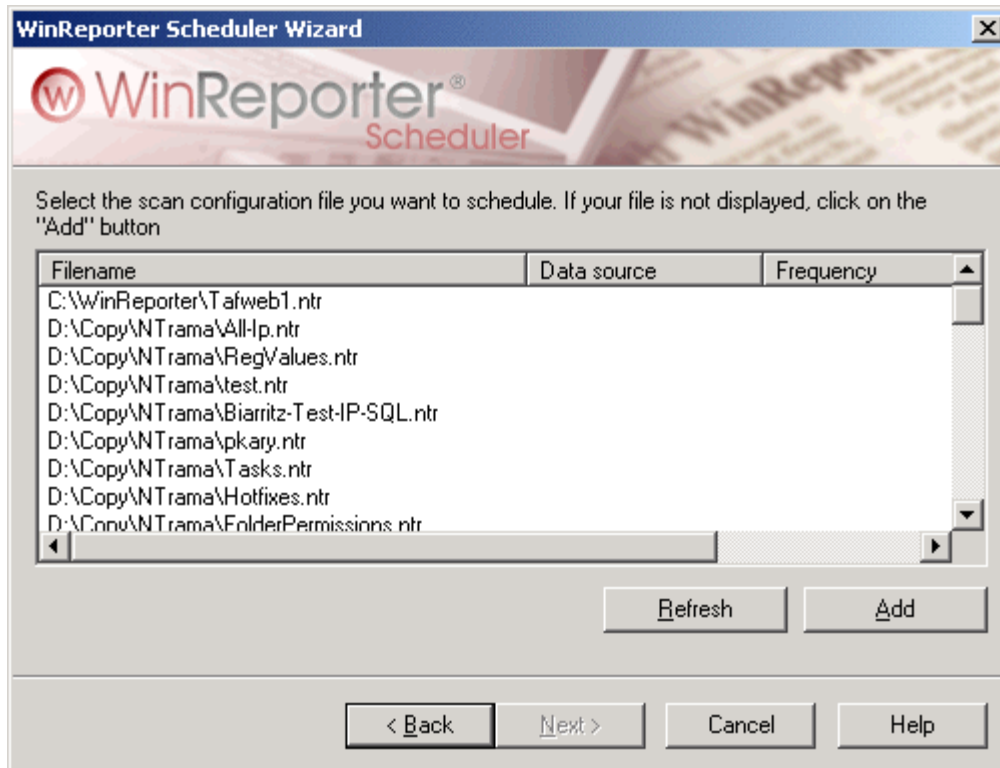 WinReporter Scheduler Wizard
WinReporter®
Scheduler
WinReporter
Select the scan configuration file you want to schedule. If your file is not displayed, click on the
"Add" button
Filename Data source Frequency
C:\WinReporter\Tafweb1.ntr
D:\Copy\NTrama\All-Ip.ntr
D:\Copy\NTrama\RegValues.ntr
D:\Copy\NTrama\test.ntr
D:\Copy\NTrama\Biarritz-Test-IP-SQL.ntr
D:\Copy\NTrama\pkary.ntr
D:\Copy\NTrama\Tasks.ntr
D:\Copy\NTrama\Hotfixes.ntr
D:\Copy\NTrama\FolderPermissions.ntr
Refresh Add
< Back Next > Cancel Help